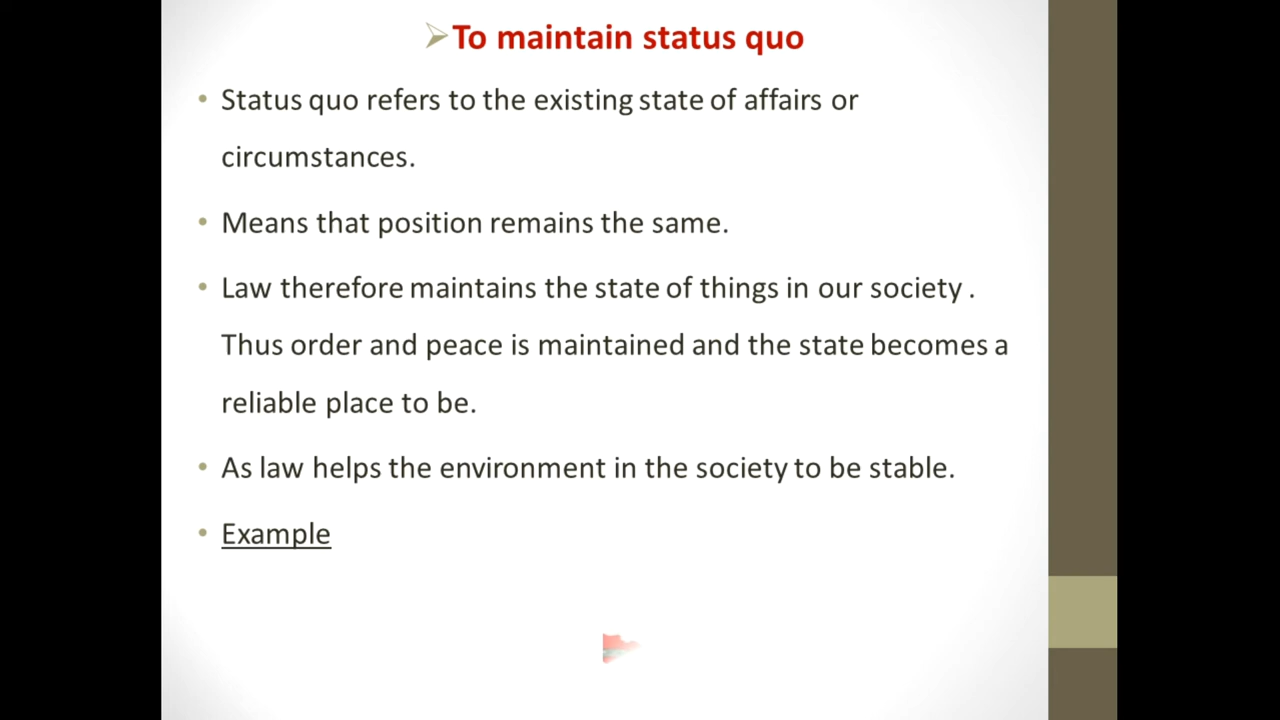 To maintain status quo
• Status quo refers to the existing state of affairs or
circumstances.
• Means that position remains the same.
• Law therefore maintains the state of things in our society .
Thus order and peace is maintained and the state becomes a
reliable place to be.
• As law helps the environment in the society to be stable.
• Example